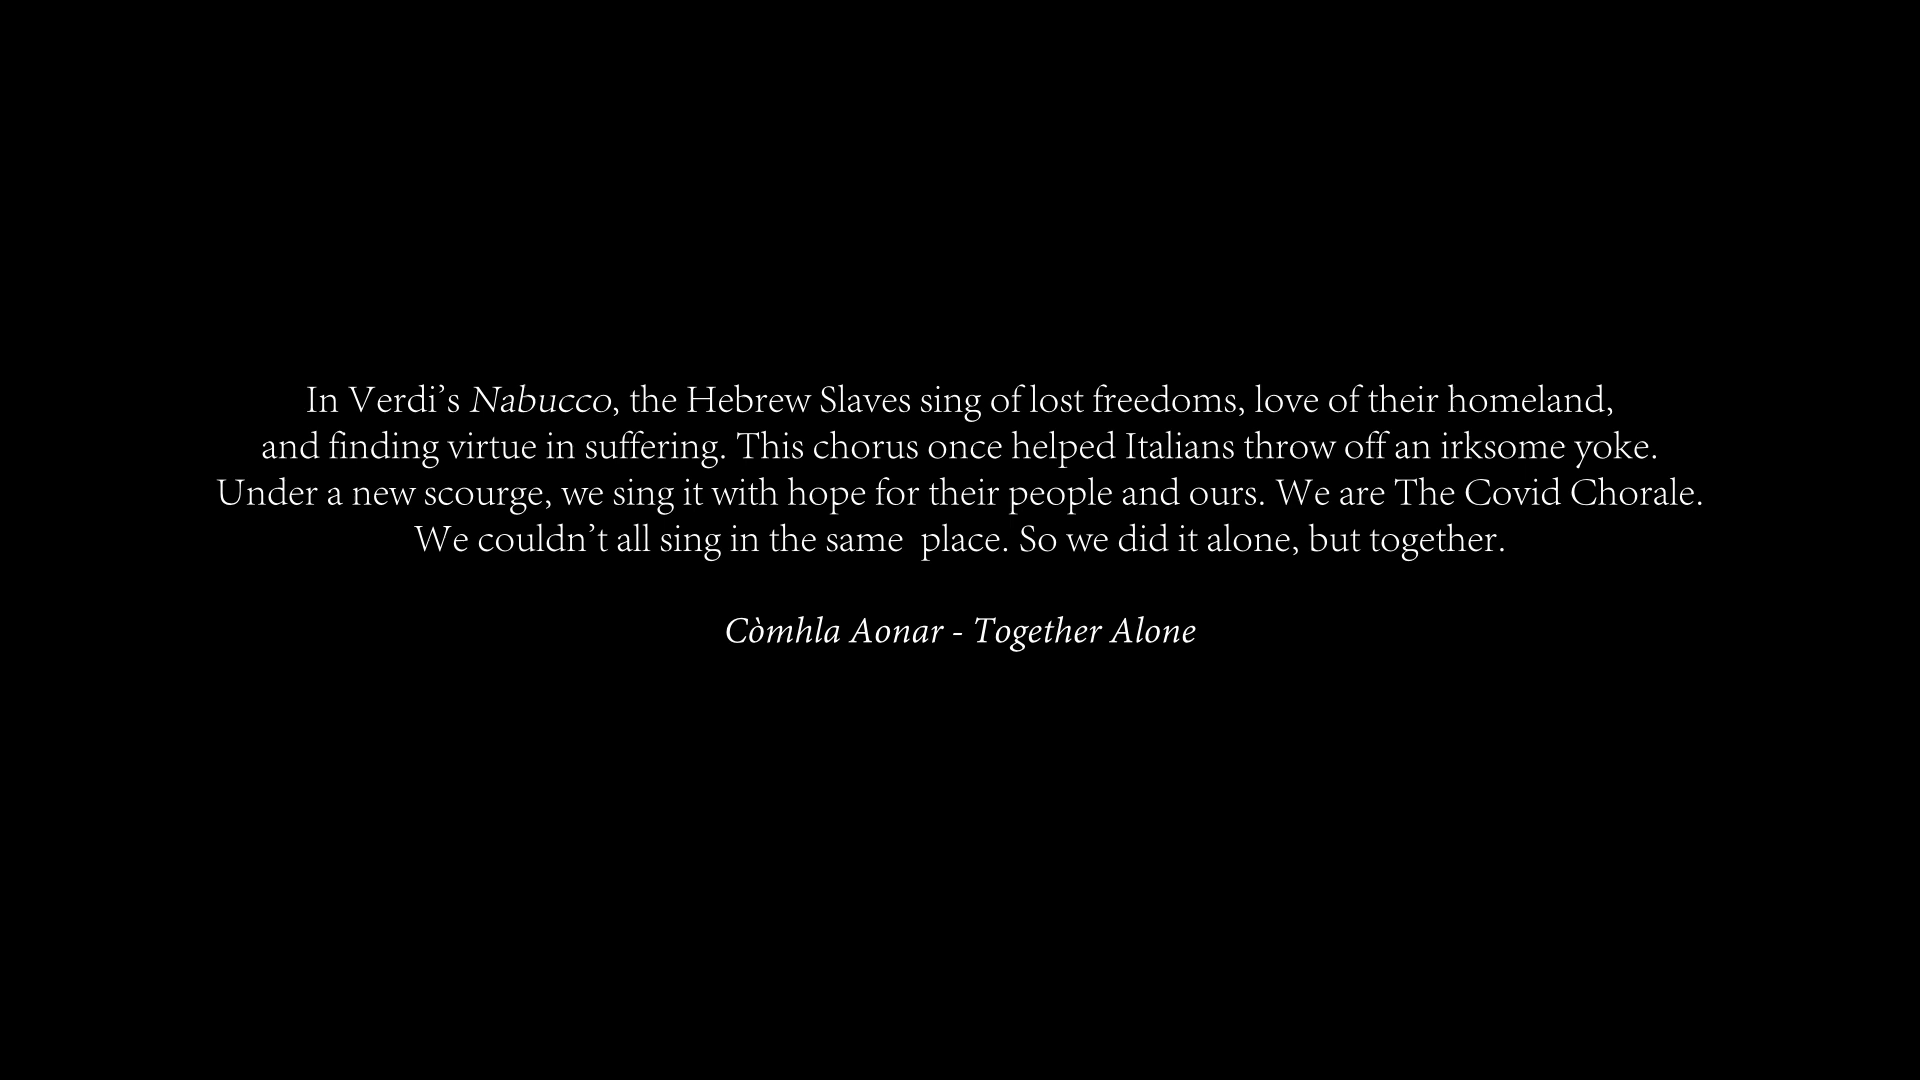 In Verdi’s Nabucco, the Hebrew Slaves sing of lost freedoms, love of their homeland,
and finding virtue in suffering. This chorus once helped Italians throw off an irksome yoke.
Under a new scourge, we sing it with hope for their people and ours. We are The Covid Chorale.
We couldn’t all sing in the same  place. So we did it alone, but together.
Còmhla Aonar - Together Alone